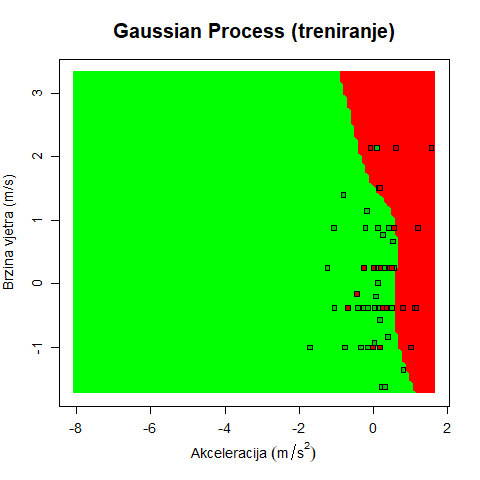 Gaussian Process (treniranje)
Brzina vjetra (m/s)
3
2
1
0
-1
-8 -6 -4 -2 0 2
Akceleracija (m/s²)